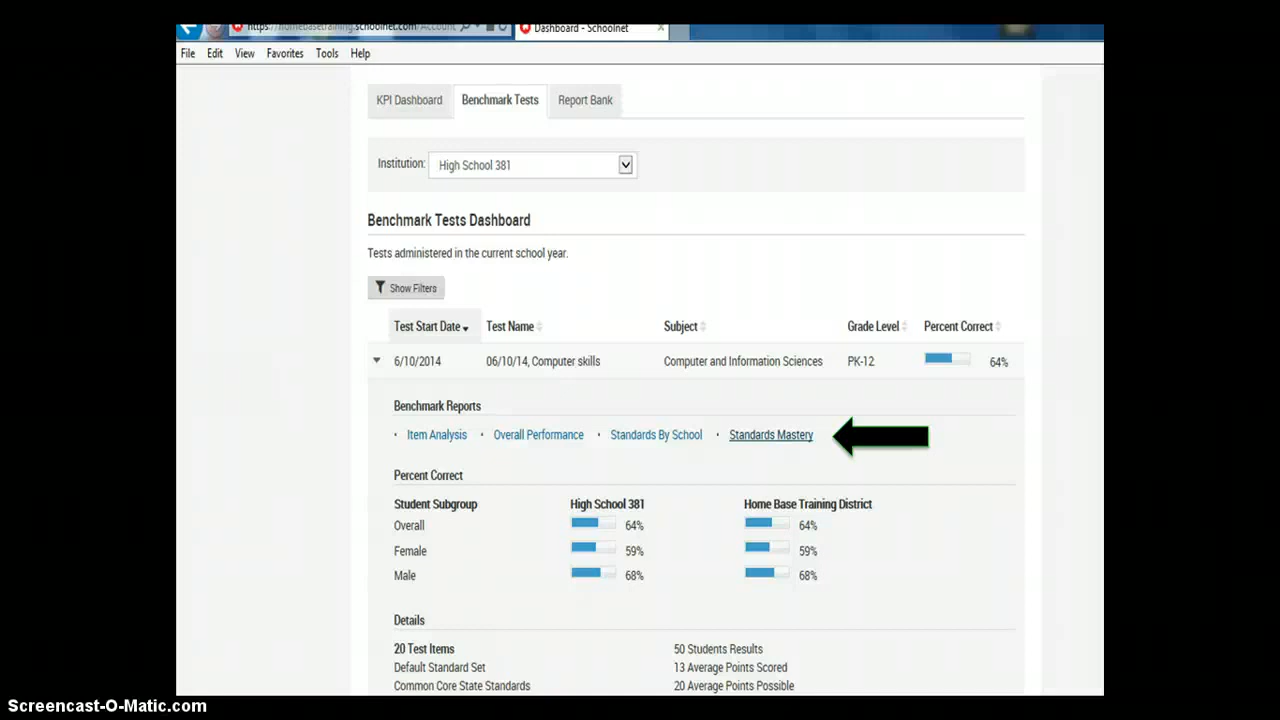 https://homebasetraining.schoolnet.com/Account
Dashboard - Schoolnet
File Edit View Favorites Tools Help
KPI Dashboard Benchmark Tests Report Bank
Institution: High School 381
Benchmark Tests Dashboard
Tests administered in the current school year.
Show Filters
Test Start Date Test Name Subject Grade Level Percent Correct
6/10/2014 06/10/14, Computer skills Computer and Information Sciences PK-12 64%
Benchmark Reports
· Item Analysis · Overall Performance · Standards By School · Standards Mastery
Percent Correct
Student Subgroup High School 381 Home Base Training District
Overall 64% 64%
Female 59% 59%
Male 68% 68%
Details
20 Test Items 50 Students Results
Default Standard Set 13 Average Points Scored
Common Core State Standards 20 Average Points Possible
Screencast-O-Matic.com